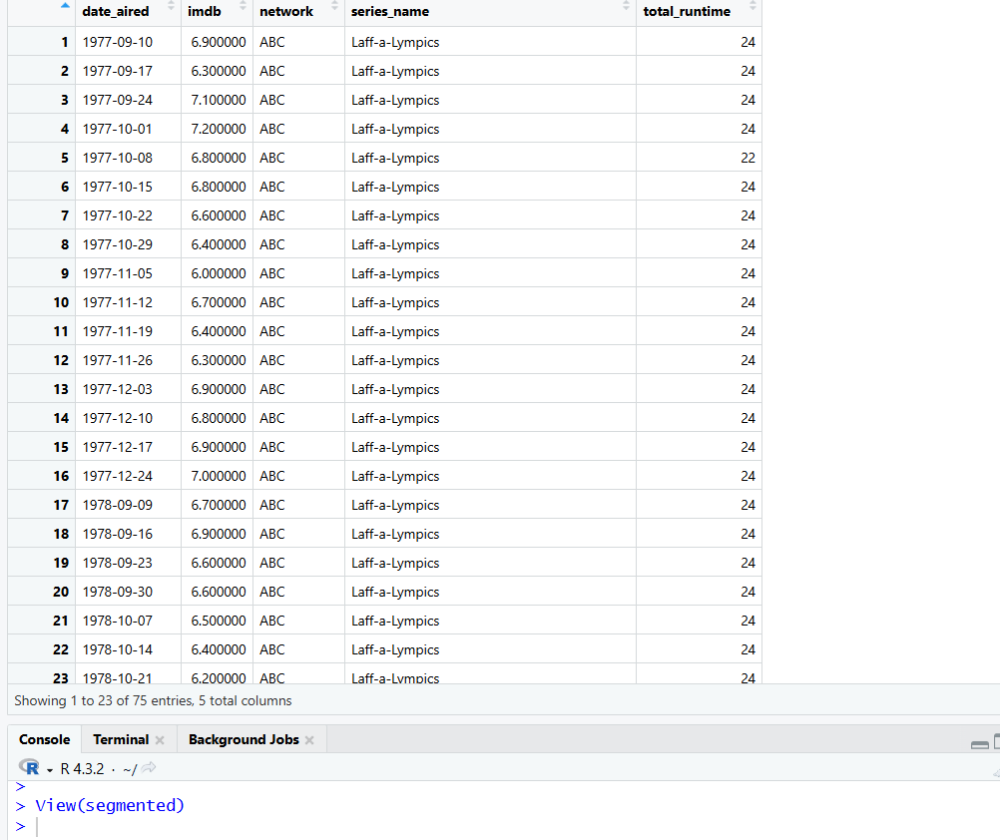 date_aired imdb network series_name total_runtime
1 1977-09-10 6.900000 ABC Laff-a-Lympics 24
2 1977-09-17 6.300000 ABC Laff-a-Lympics 24
3 1977-09-24 7.100000 ABC Laff-a-Lympics 24
4 1977-10-01 7.200000 ABC Laff-a-Lympics 24
5 1977-10-08 6.800000 ABC Laff-a-Lympics 22
6 1977-10-15 6.800000 ABC Laff-a-Lympics 24
7 1977-10-22 6.600000 ABC Laff-a-Lympics 24
8 1977-10-29 6.400000 ABC Laff-a-Lympics 24
9 1977-11-05 6.000000 ABC Laff-a-Lympics 24
10 1977-11-12 6.700000 ABC Laff-a-Lympics 24
11 1977-11-19 6.400000 ABC Laff-a-Lympics 24
12 1977-11-26 6.300000 ABC Laff-a-Lympics 24
13 1977-12-03 6.900000 ABC Laff-a-Lympics 24
14 1977-12-10 6.800000 ABC Laff-a-Lympics 24
15 1977-12-17 6.900000 ABC Laff-a-Lympics 24
16 1977-12-24 7.000000 ABC Laff-a-Lympics 24
17 1978-09-09 6.700000 ABC Laff-a-Lympics 24
18 1978-09-16 6.900000 ABC Laff-a-Lympics 24
19 1978-09-23 6.600000 ABC Laff-a-Lympics 24
20 1978-09-30 6.600000 ABC Laff-a-Lympics 24
21 1978-10-07 6.500000 ABC Laff-a-Lympics 24
22 1978-10-14 6.400000 ABC Laff-a-Lympics 24
23 1978-10-21 6.200000 ABC Laff-a-Lympics 24
Showing 1 to 23 of 75 entries, 5 total columns
Console Terminal Background Jobs
R R 4.3.2 · ~/
>
> View(segmented)
>